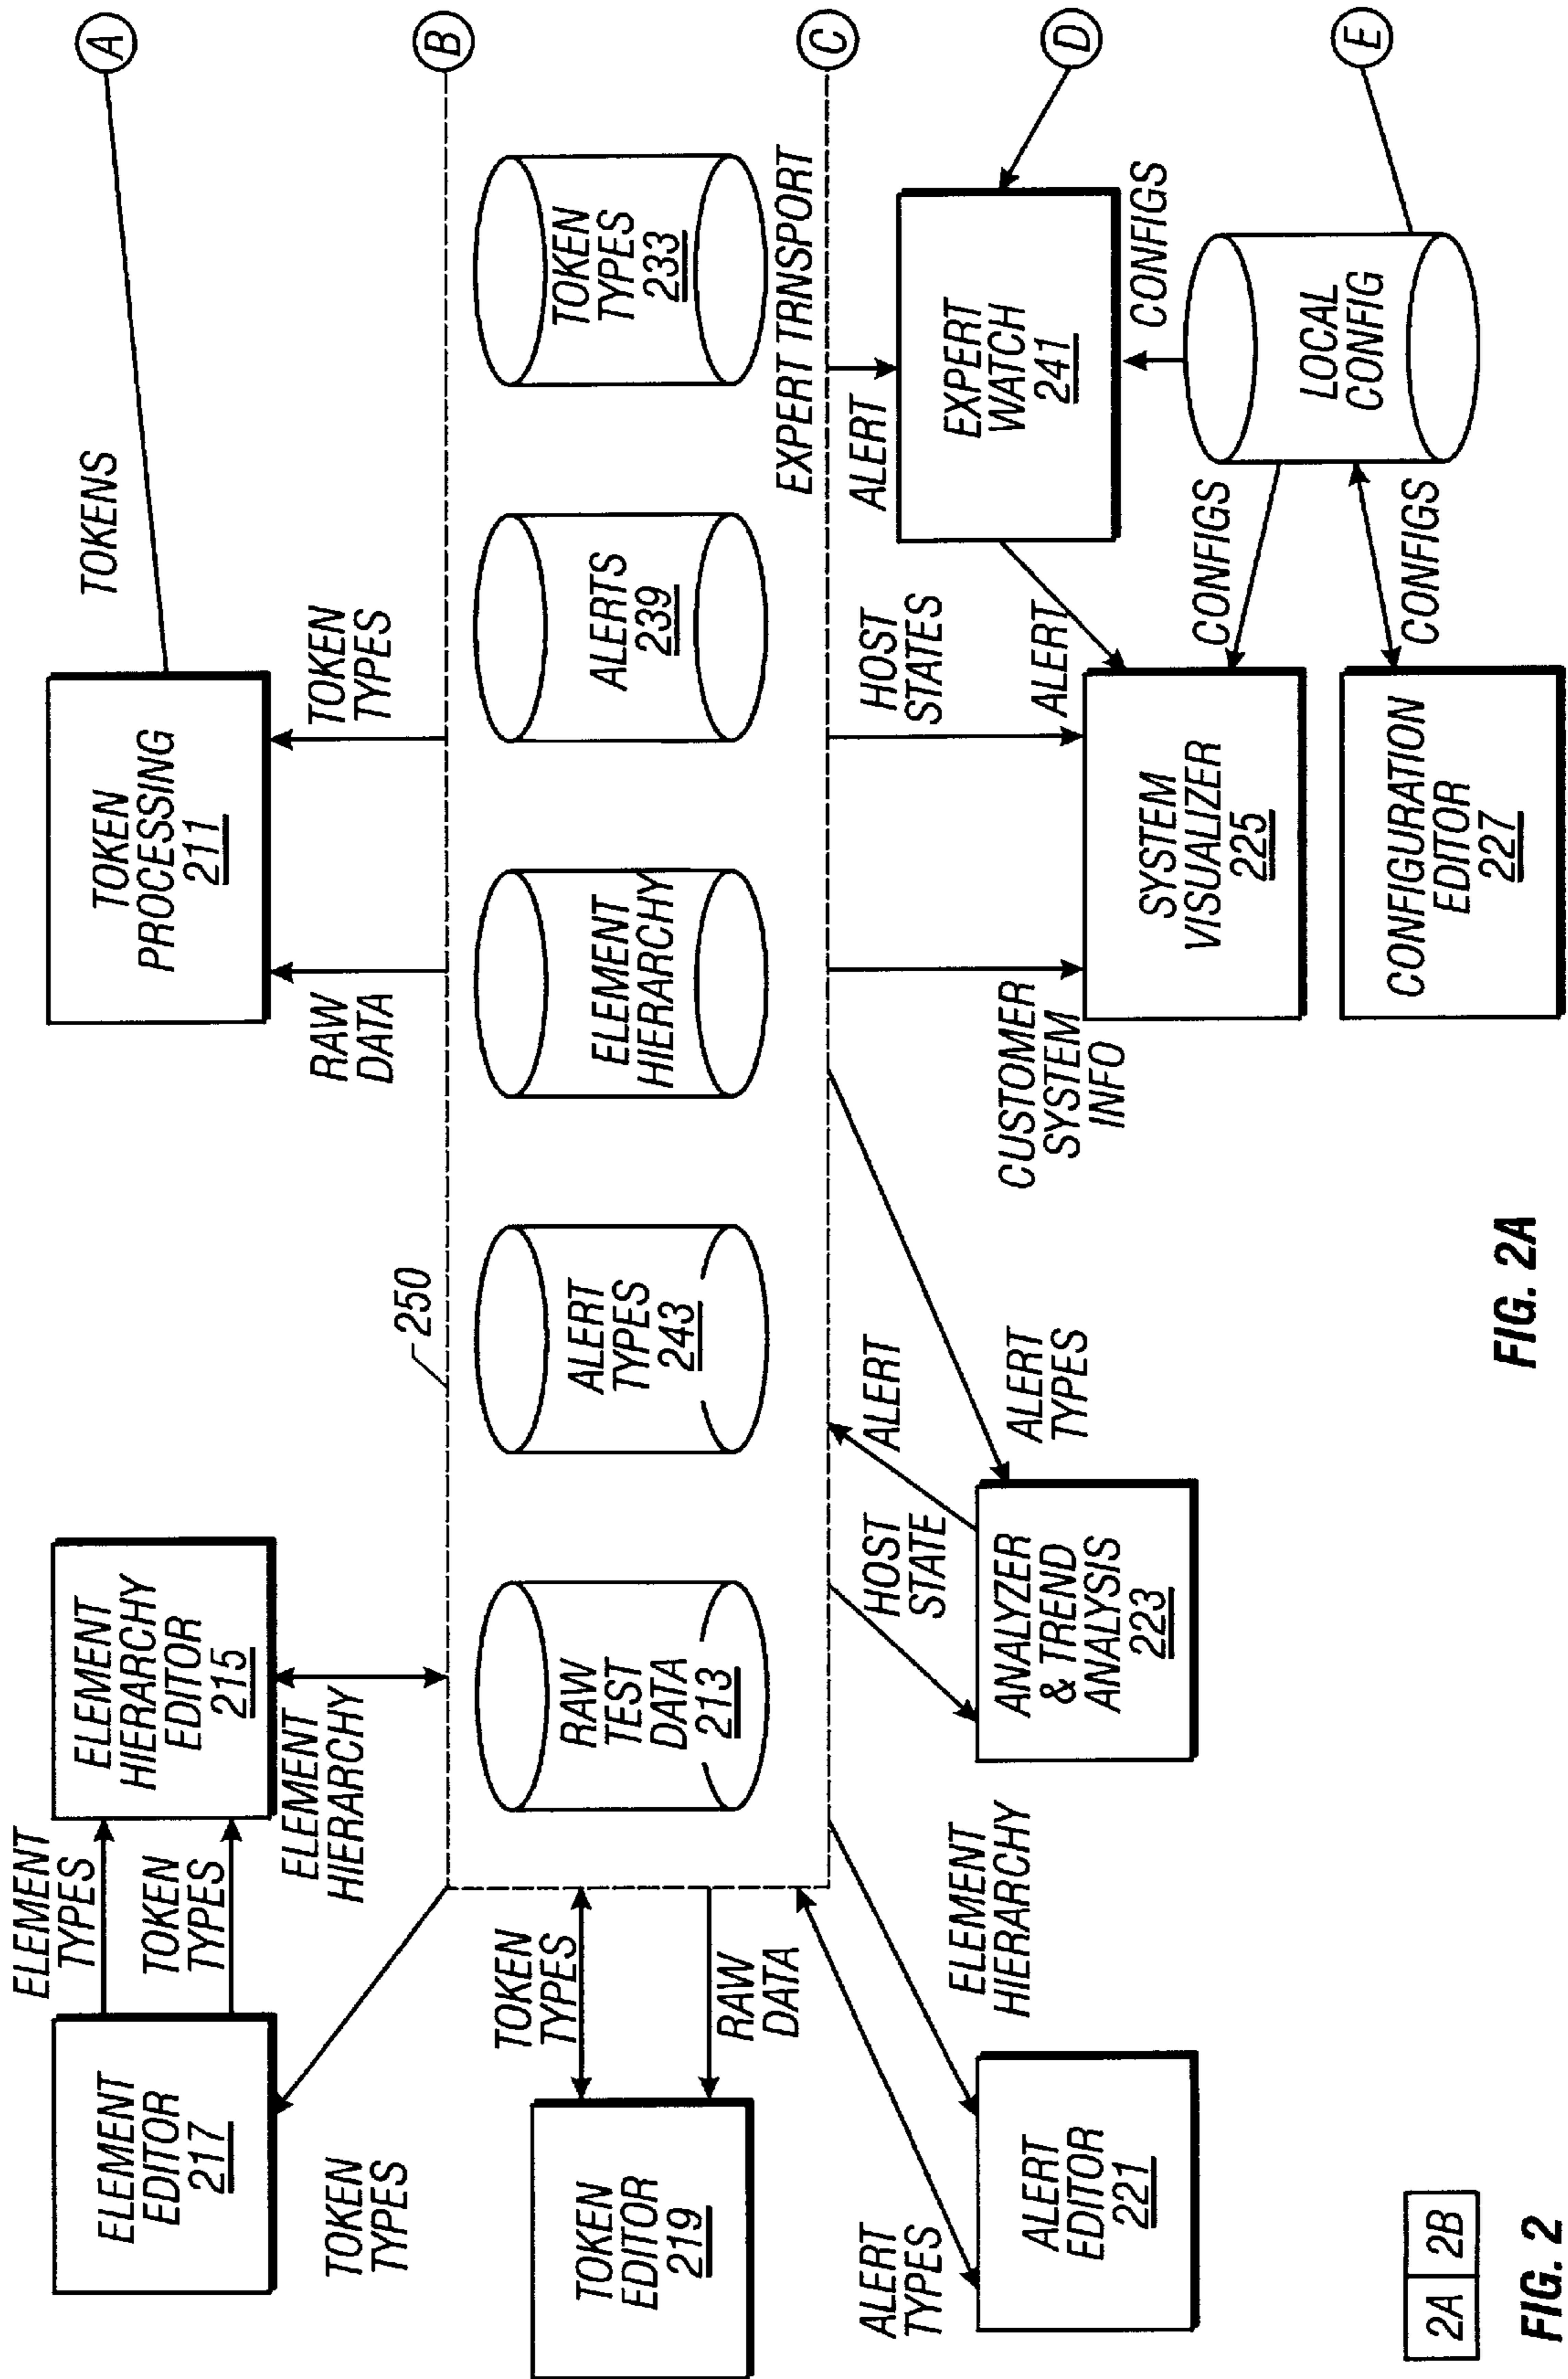 ELEMENT
EDITOR
217
ELEMENT
TYPES
TOKEN
TYPES
ELEMENT
HIERARCHY
EDITOR
215
ELEMENT
HIERARCHY
TOKEN
TYPES
250
TOKEN
PROCESSING
211
RAW
DATA
TOKEN
TYPES
TOKENS
A
B
TOKEN
EDITOR
219
TOKEN
TYPES
RAW
DATA
RAW
TEST
DATA
213
ALERT
TYPES
243
ELEMENT
HIERARCHY
ALERTS
239
TOKEN
TYPES
233
EXPERT TRNSPORT
C
ALERT
EDITOR
221
ALERT
TYPES
ELEMENT
HIERARCHY
HOST
STATE
ALERT
ANALYZER
& TREND
ANALYSIS
223
ALERT
TYPES
CUSTOMER
SYSTEM
INFO
HOST
STATES
ALERT
ALERT
EXPERT
WATCH
241
D
SYSTEM
VISUALIZER
225
CONFIGS
CONFIGS
LOCAL
CONFIG
E
CONFIGURATION
EDITOR
227
CONFIGS
2A
2B
FIG. 2
FIG. 2A